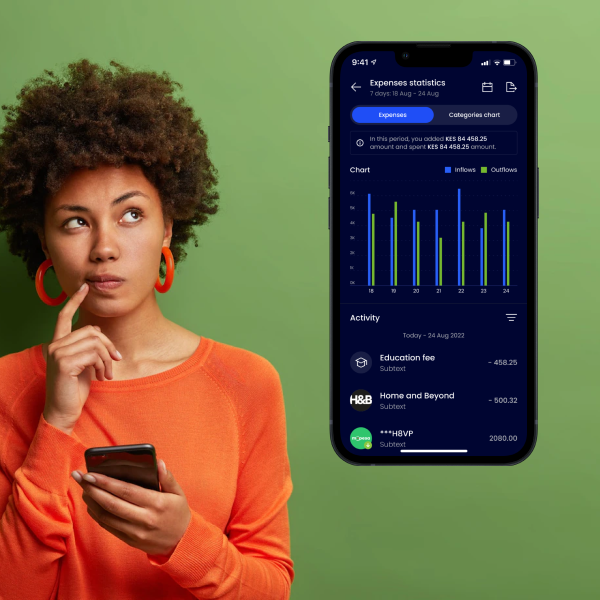 9:41
Expenses statistics
7 days: 18 Aug - 24 Aug
Expenses Categories chart
In this period, you added KES 84 458.25
amount and spent KES 84 458.25 amount.
Chart Inflows Outflows
18 19 20 21 22 23 24
Activity
Today - 24 Aug 2022
Education fee
- 458.25
Subtext
H&B
Home and Beyond
- 500.32
Subtext
***H8VP
2080.00
Subtext